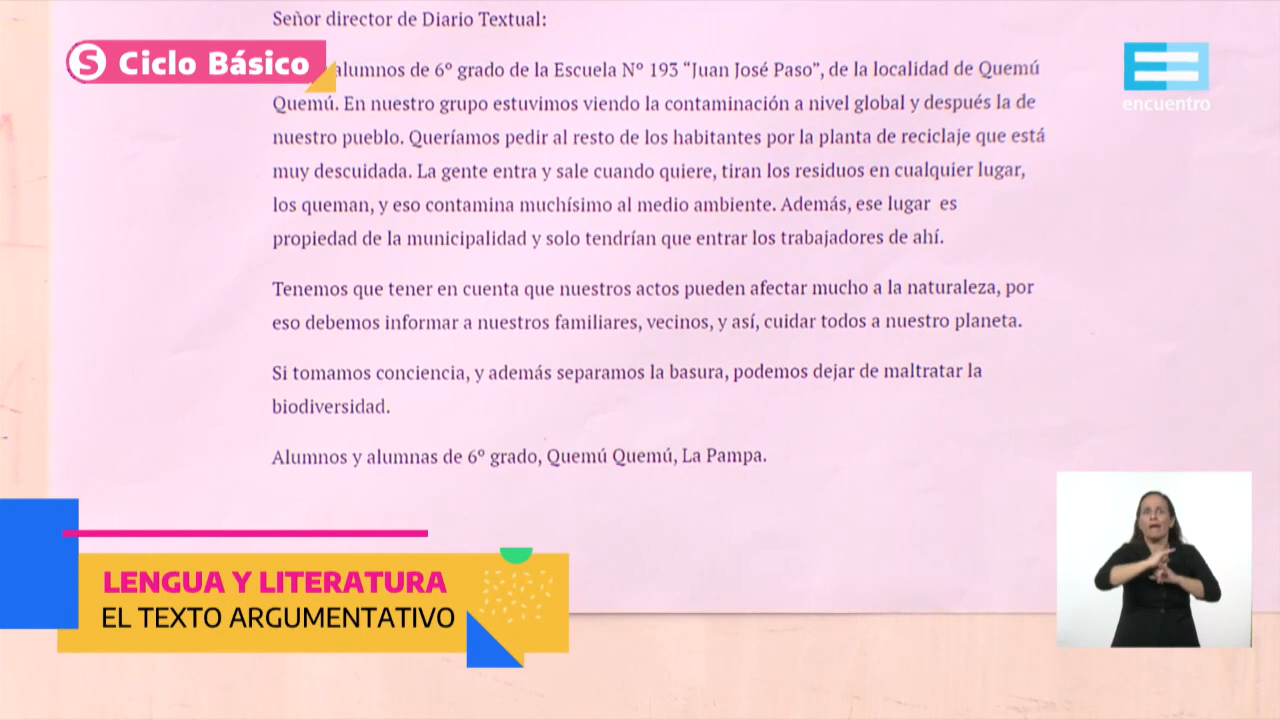 Señor director de Diario Textual:
S Ciclo Básico
alumnos de 6º grado de la Escuela Nº 193 “Juan José Paso”, de la localidad de Quemú
Quemú. En nuestro grupo estuvimos viendo la contaminación a nivel global y después la de
nuestro pueblo. Queríamos pedir al resto de los habitantes por la planta de reciclaje que está
muy descuidada. La gente entra y sale cuando quiere, tiran los residuos en cualquier lugar,
los queman, y eso contamina muchísimo al medio ambiente. Además, ese lugar es
propiedad de la municipalidad y solo tendrían que entrar los trabajadores de ahí.
Tenemos que tener en cuenta que nuestros actos pueden afectar mucho a la naturaleza, por
eso debemos informar a nuestros familiares, vecinos, y así, cuidar todos a nuestro planeta.
Si tomamos conciencia, y además separamos la basura, podemos dejar de maltratar la
biodiversidad.
Alumnos y alumnas de 6º grado, Quemú Quemú, La Pampa.
encuentro
LENGUA Y LITERATURA
EL TEXTO ARGUMENTATIVO